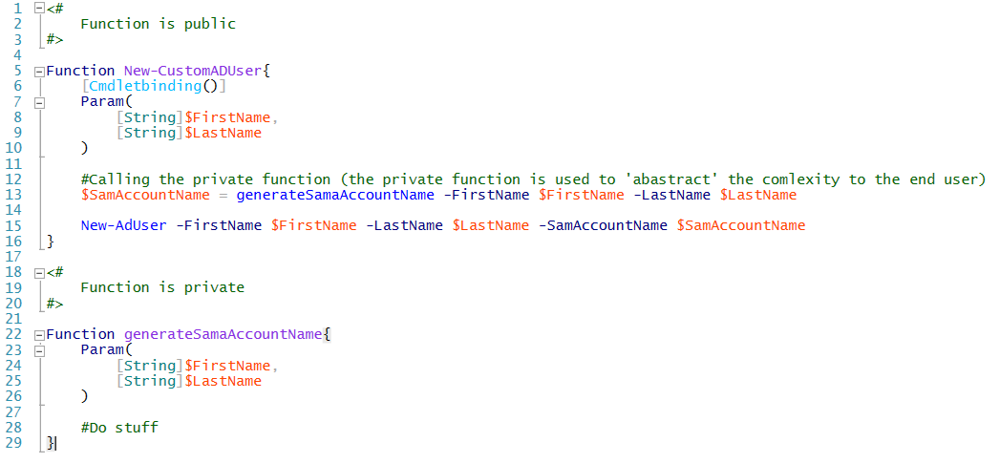 1 <#
2 Function is public
3 #>
4
5 Function New-CustomADUser{
6 [Cmdletbinding()]
7 Param(
8 [String]$FirstName,
9 [String]$LastName
10 )
11
12 #Calling the private function (the private function is used to 'abastract' the comlexity to the end user)
13 $SamAccountName = generateSamaAccountName -FirstName $FirstName -LastName $LastName
14
15 New-AdUser -FirstName $FirstName -LastName $LastName -SamAccountName $SamAccountName
16 }
17
18 <#
19 Function is private
20 #>
21
22 Function generateSamaAccountName{
23 Param(
24 [String]$FirstName,
25 [String]$LastName
26 )
27
28 #Do stuff
29 }